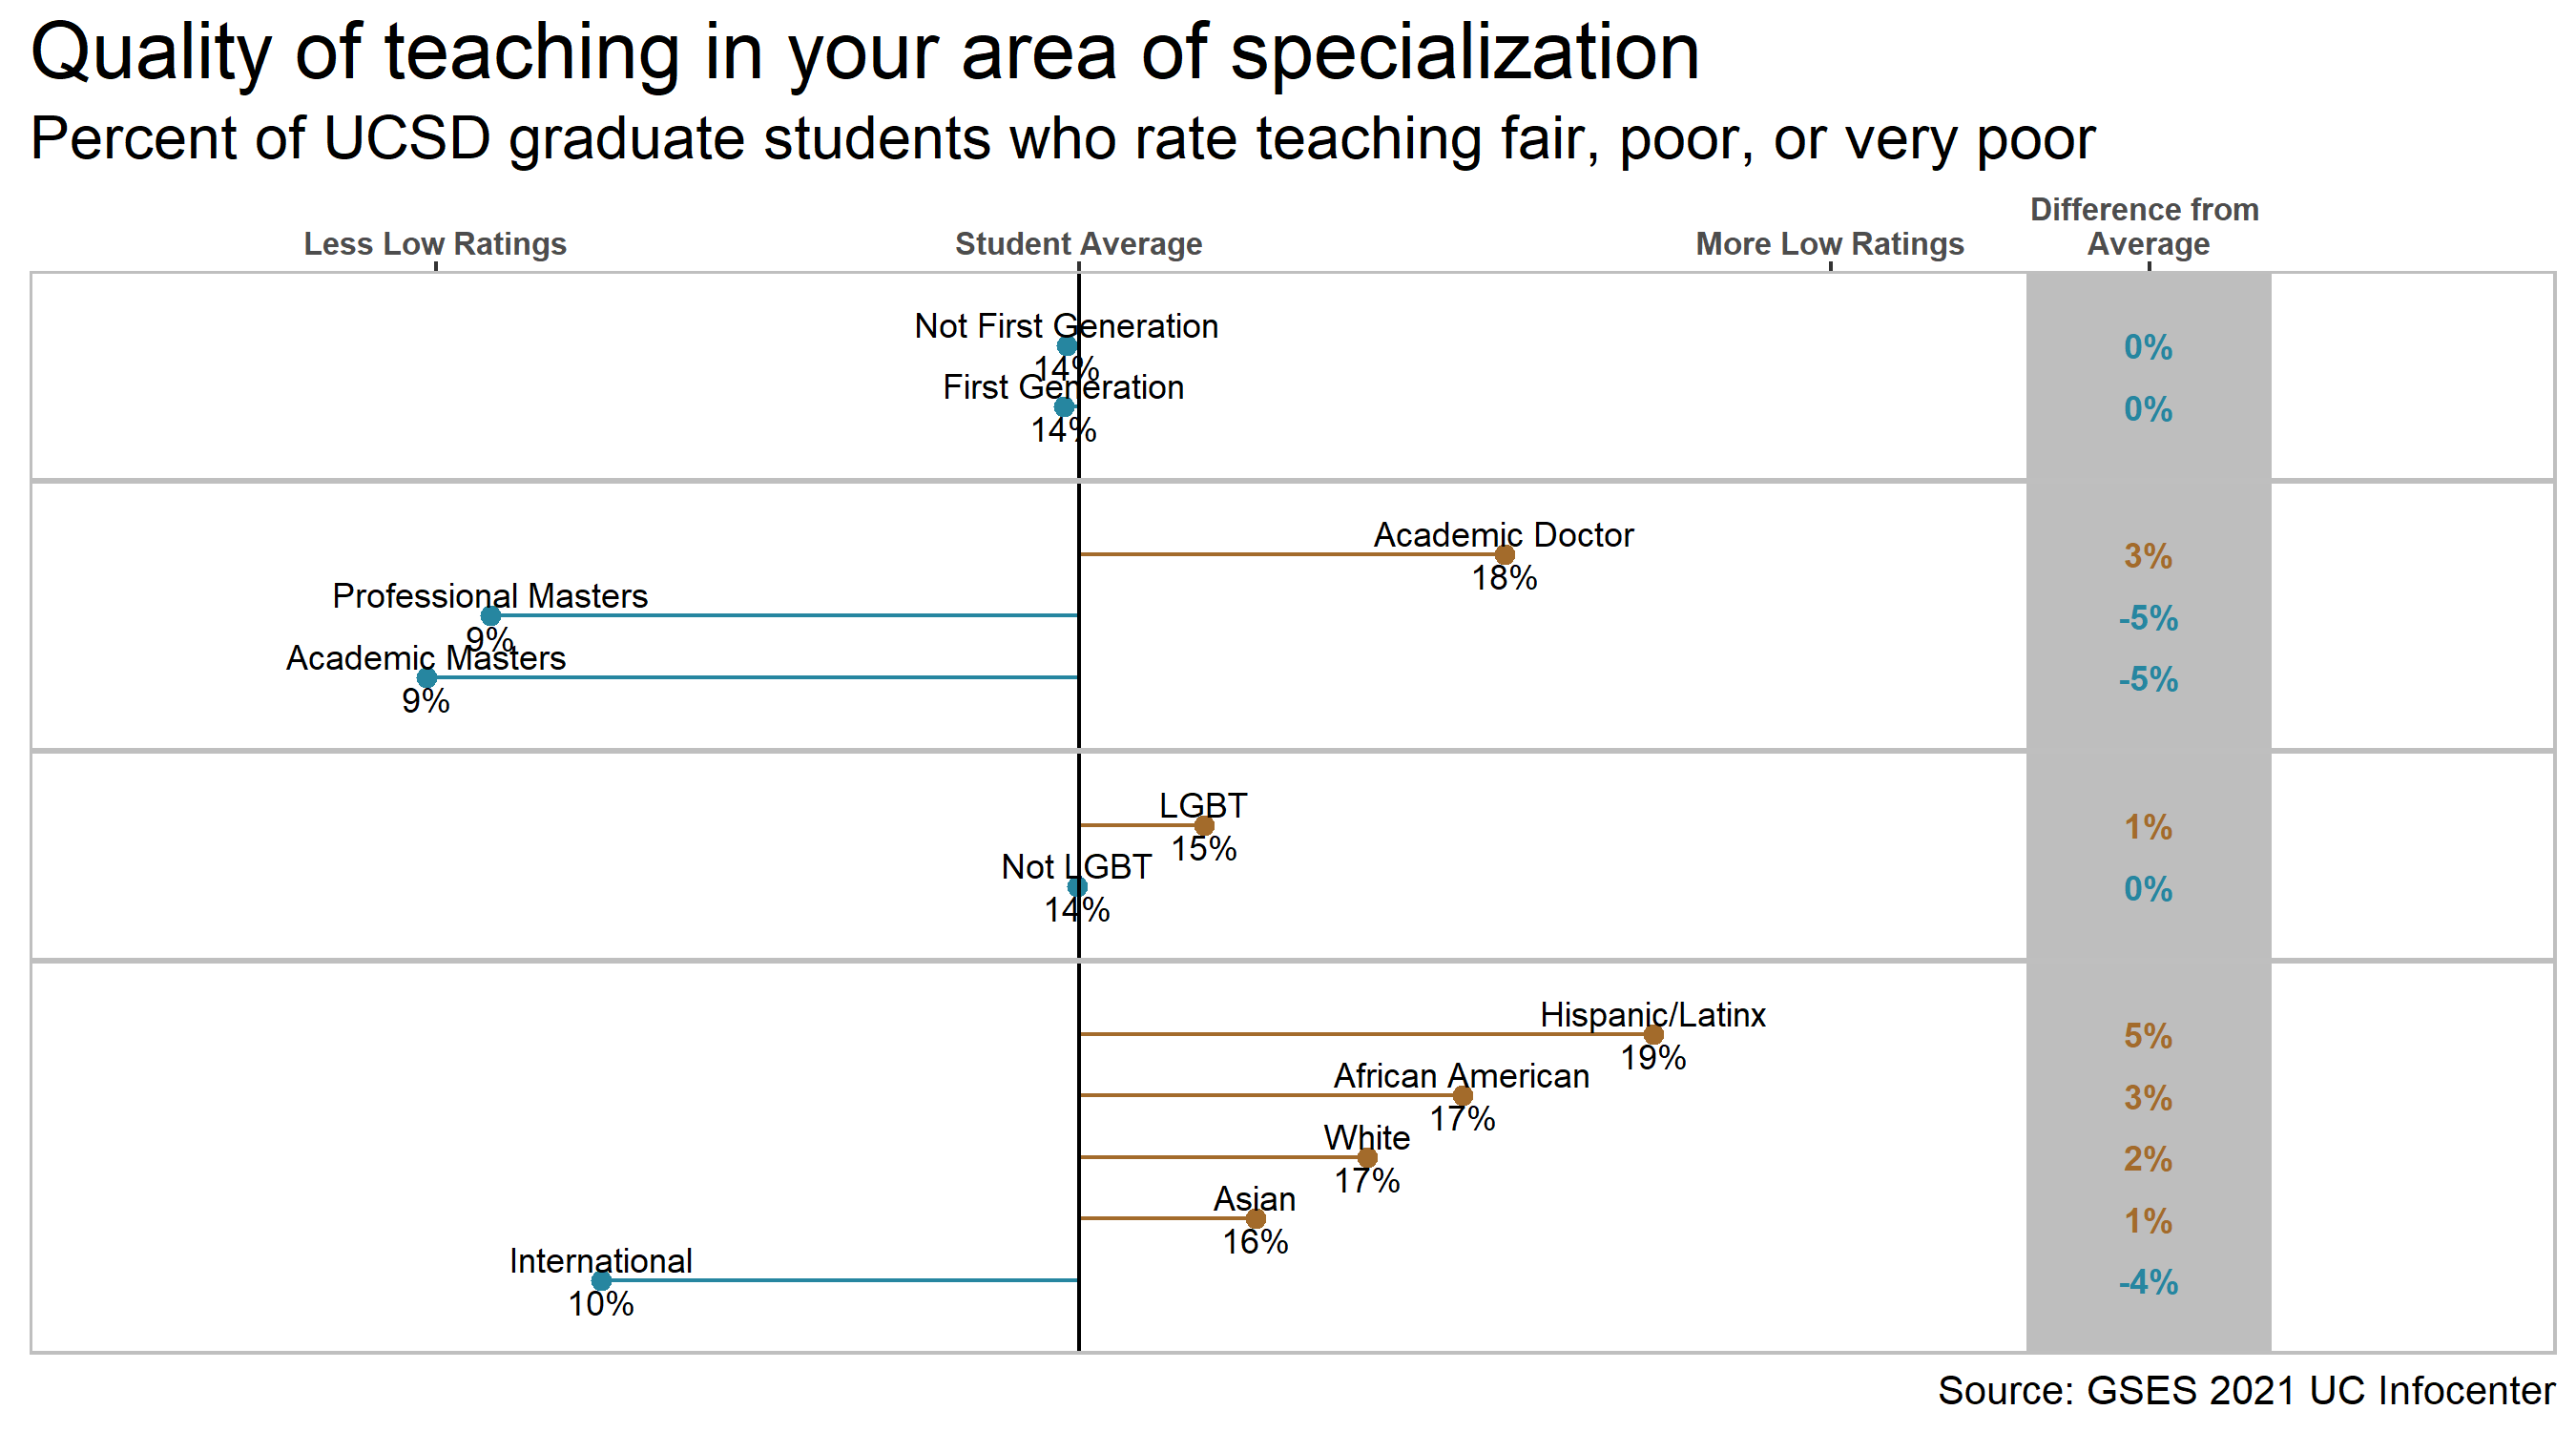 Quality of teaching in your area of specialization
Percent of UCSD graduate students who rate teaching fair, poor, or very poor
Less Low Ratings
Student Average
More Low Ratings
Difference from
Average
Not First Generation
14%
0%
First Generation
14%
0%
Academic Doctor
18%
3%
Professional Masters
9%
-5%
Academic Masters
9%
-5%
LGBT
15%
1%
Not LGBT
14%
0%
Hispanic/Latinx
19%
5%
African American
17%
3%
White
17%
2%
Asian
16%
1%
International
10%
-4%
Source: GSES 2021 UC Infocenter